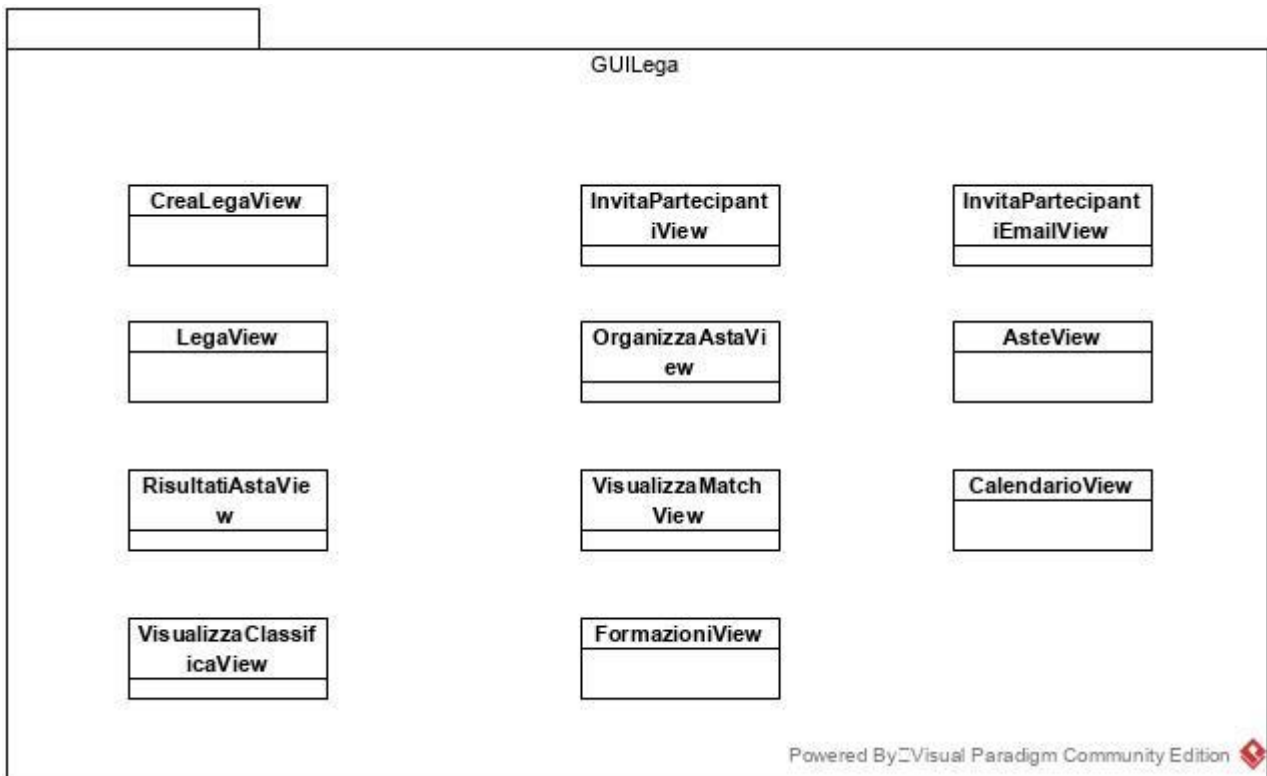 GUILega
CreaLegaView
InvitaPartecipant
iView
InvitaPartecipant
iEmailView
LegaView
OrganizzaAstaVi
ew
AsteView
RisultatiAstaVie
w
VisualizzaMatch
View
CalendarioView
VisualizzaClassif
icaView
FormazioniView
Powered By Visual Paradigm Community Edition